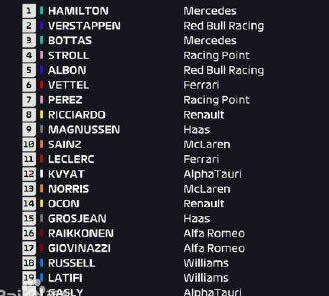 1 HAMILTON Mercedes
2 VERSTAPPEN Red Bull Racing
3 BOTTAS Mercedes
4 STROLL Racing Point
5 ALBON Red Bull Racing
6 VETTEL Ferrari
7 PEREZ Racing Point
8 RICCIARDO Renault
9 MAGNUSSEN Haas
10 SAINZ McLaren
11 LECLERC Ferrari
12 KVYAT AlphaTauri
13 NORRIS McLaren
14 OCON Renault
15 GROSJEAN Haas
16 RAIKKONEN Alfa Romeo
17 GIOVINAZZI Alfa Romeo
18 RUSSELL Williams
19 LATIFI Williams
GASLY AlphaTauri